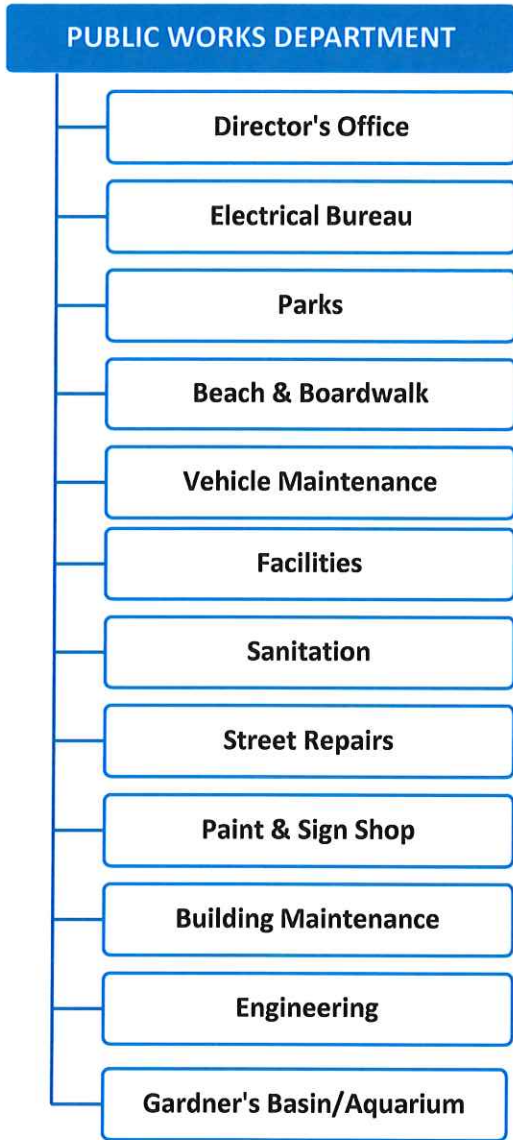 PUBLIC WORKS DEPARTMENT
Director's Office
Electrical Bureau
Parks
Beach & Boardwalk
Vehicle Maintenance
Facilities
Sanitation
Street Repairs
Paint & Sign Shop
Building Maintenance
Engineering
Gardner's Basin/Aquarium